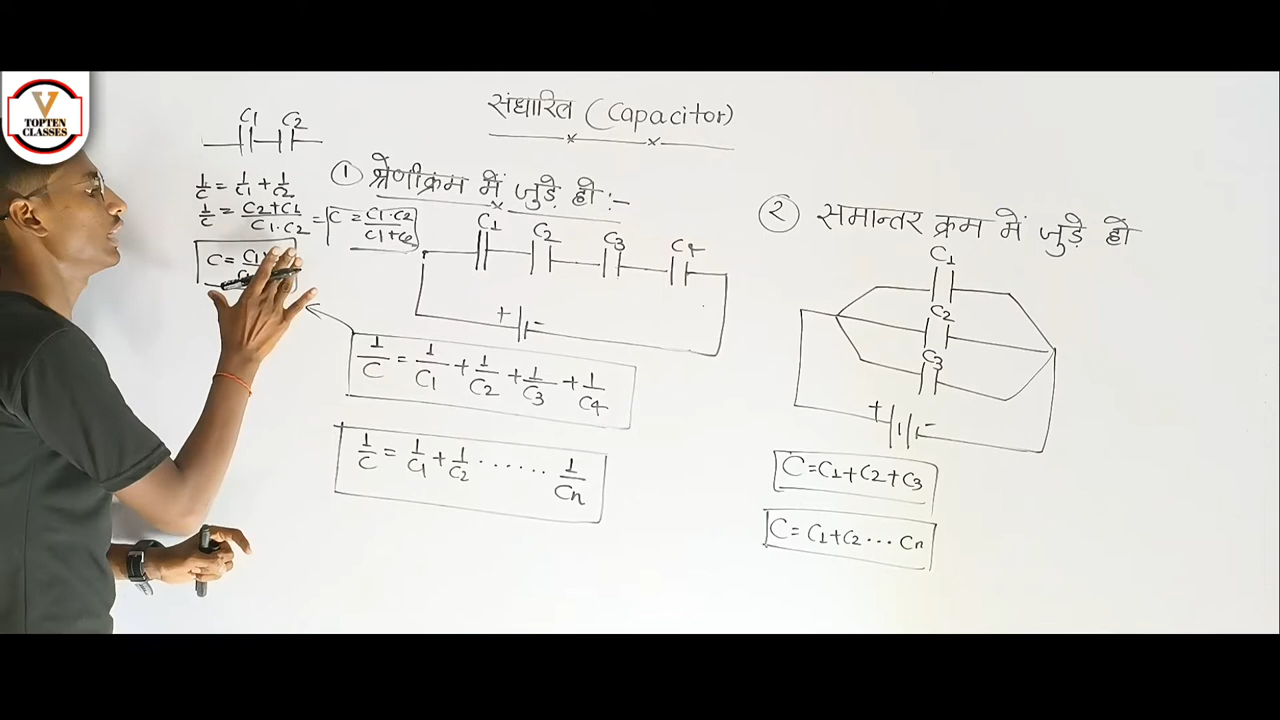 V
TOPTEN
CLASSES
संधारित्र (Capacitor)
C1 C2
1/C = 1/C1 + 1/C2
1/C = C2+C1/C1·C2 = C = C1·C2/C1+C2
C = C1
① श्रेणीक्रम में जुड़े हो :-
C1 C2 C3 C4
+ -
1/C = 1/C1 + 1/C2 + 1/C3 + 1/C4
1/C = 1/C1 + 1/C2 ...... 1/Cn
② समान्तर क्रम में जुड़े हों
C1
C2
C3
+ -
C = C1+C2+C3
C = C1+C2 ... Cn